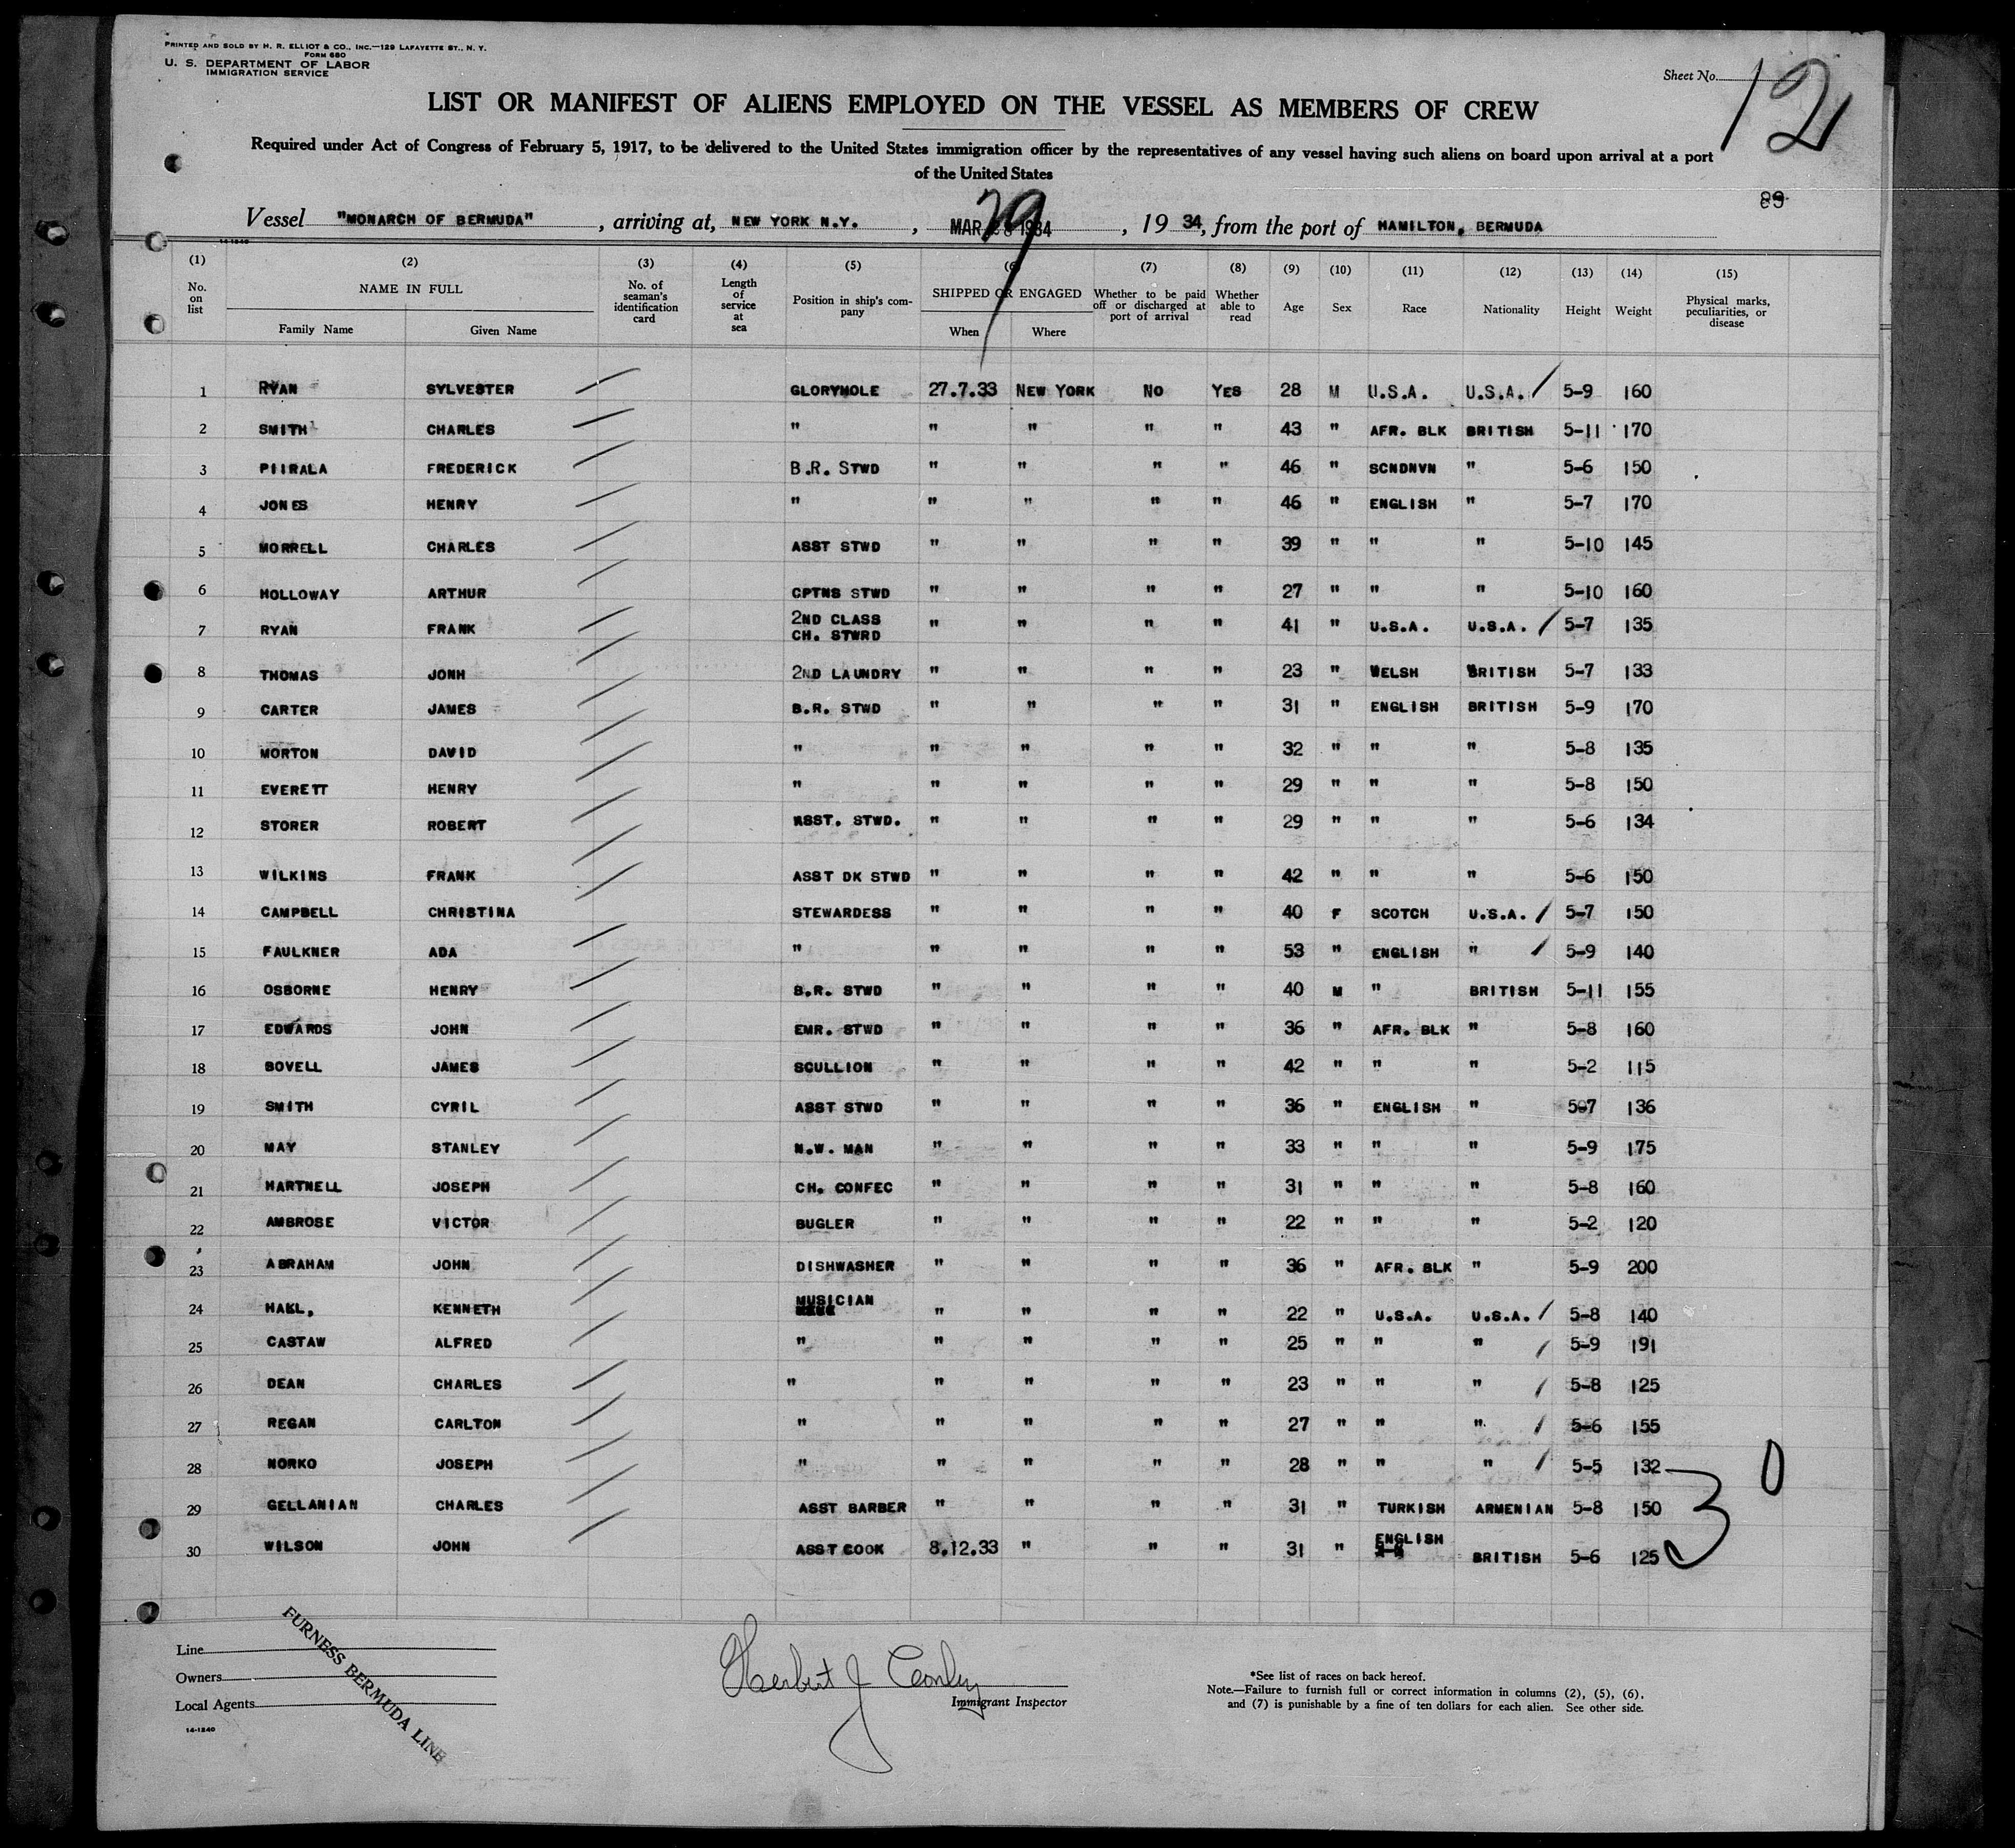 PRINTED AND SOLD BY H. R. ELLIOT & CO., INC.—129 LAFAYETTE ST., N. Y.
FORM 680
U. S. DEPARTMENT OF LABOR
IMMIGRATION SERVICE
Sheet No.
12
LIST OR MANIFEST OF ALIENS EMPLOYED ON THE VESSEL AS MEMBERS OF CREW
Required under Act of Congress of February 5, 1917, to be delivered to the United States immigration officer by the representatives of any vessel having such aliens on board upon arrival at a port
of the United States
89
Vessel "MONARCH OF BERMUDA" , arriving at, NEW YORK N.Y. , MAR 29 1934 , 19 34, from the port of HAMILTON, BERMUDA
14-1240
(1) (2) (3) (4) (5) (6) (7) (8) (9) (10) (11) (12) (13) (14) (15)
No. on list NAME IN FULL Family Name Given Name No. of seaman's identification card Length of service at sea Position in ship's company SHIPPED OR ENGAGED When Where Whether to be paid off or discharged at port of arrival Whether able to read Age Sex Race Nationality Height Weight Physical marks, peculiarities, or disease
1 RYAN SYLVESTER GLORYHOLE 27.7.33 NEW YORK NO YES 28 M U.S.A. U.S.A. / 5-9 160
2 SMITH CHARLES " " " " " 43 " AFR. BLK BRITISH 5-11 170
3 PIIRALA FREDERICK B.R. STWD " " " " 46 " SCNDNVN " 5-6 150
4 JONES HENRY " " " " " 46 " ENGLISH " 5-7 170
5 MORRELL CHARLES ASST STWD " " " " 39 " " " 5-10 145
6 HOLLOWAY ARTHUR CPTNS STWD " " " " 27 " " " 5-10 160
7 RYAN FRANK 2ND CLASS CH. STWRD " " " " 41 " U.S.A. U.S.A. / 5-7 135
8 THOMAS JONH 2ND LAUNDRY " " " " 23 " WELSH BRITISH 5-7 133
9 CARTER JAMES B.R. STWD " " " " 31 " ENGLISH BRITISH 5-9 170
10 MORTON DAVID " " " " " 32 " " " 5-8 135
11 EVERETT HENRY " " " " " 29 " " " 5-8 150
12 STORER ROBERT ASST. STWD. " " " " 29 " " " 5-6 134
13 WILKINS FRANK ASST DK STWD " " " " 42 " " " 5-6 150
14 CAMPBELL CHRISTINA STEWARDESS " " " " 40 F SCOTCH U.S.A. / 5-7 150
15 FAULKNER ADA " " " " " 53 " ENGLISH " / 5-9 140
16 OSBORNE HENRY B.R. STWD " " " " 40 M " BRITISH 5-11 155
17 EDWARDS JOHN EMR. STWD " " " " 36 " AFR. BLK " 5-8 160
18 BOVELL JAMES SCULLION " " " " 42 " " " 5-2 115
19 SMITH CYRIL ASST STWD " " " " 36 " ENGLISH " 507 136
20 MAY STANLEY N.W. MAN " " " " 33 " " " 5-9 175
21 HARTNELL JOSEPH CH. CONFEC " " " " 31 " " " 5-8 160
22 AMBROSE VICTOR BUGLER " " " " 22 " " " 5-2 120
23 ABRAHAM JOHN DISHWASHER " " " " 36 " AFR. BLK " 5-9 200
24 HAKL, KENNETH MUSICIAN " " " " 22 " U.S.A. U.S.A. / 5-8 140
25 CASTAW ALFRED " " " " " 25 " " " / 5-9 191
26 DEAN CHARLES " " " " " 23 " " " / 5-8 125
27 REGAN CARLTON " " " " " 27 " " " / 5-6 155
28 NORKO JOSEPH " " " " " 28 " " " / 5-5 132
29 GELLANIAN CHARLES ASST BARBER " " " " 31 " TURKISH ARMENIAN 5-8 150
30 WILSON JOHN ASST COOK 8.12.33 " " " 31 " ENGLISH BRITISH 5-6 125
30
Line
Owners
Local Agents
14-1240
FURNESS BERMUDA LINE
Herbert J Conley
Immigrant Inspector
*See list of races on back hereof.
Note.—Failure to furnish full or correct information in columns (2), (5), (6),
and (7) is punishable by a fine of ten dollars for each alien. See other side.